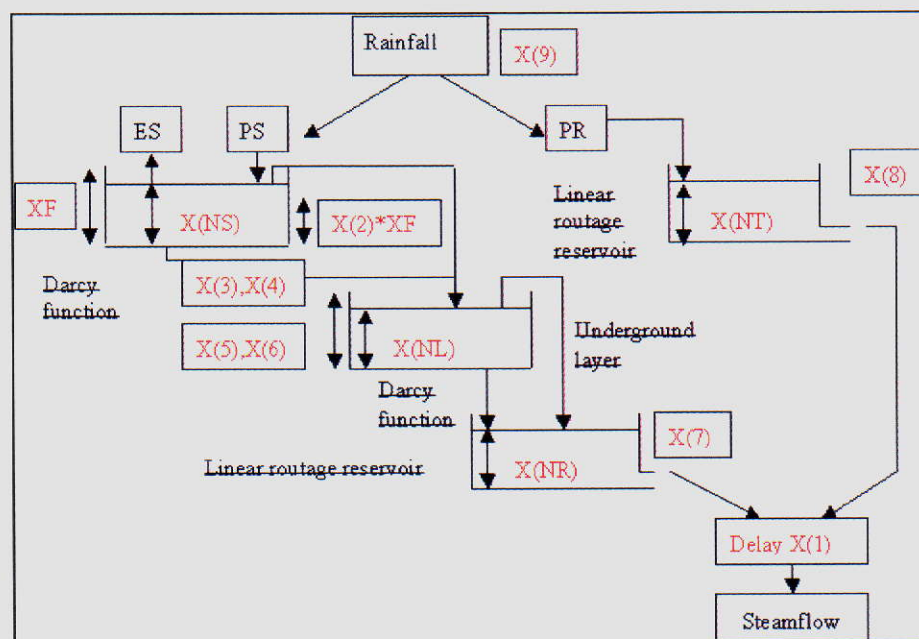 Rainfall
X(9)
ES
PS
PR
XF
X(NS)
X(2)*XF
Linear
routage
reservoir
X(NT)
X(8)
Darcy
function
X(3),X(4)
X(5),X(6)
X(NL)
Underground
layer
Darcy
function
Linear routage reservoir
X(NR)
X(7)
Delay X(1)
Steamflow